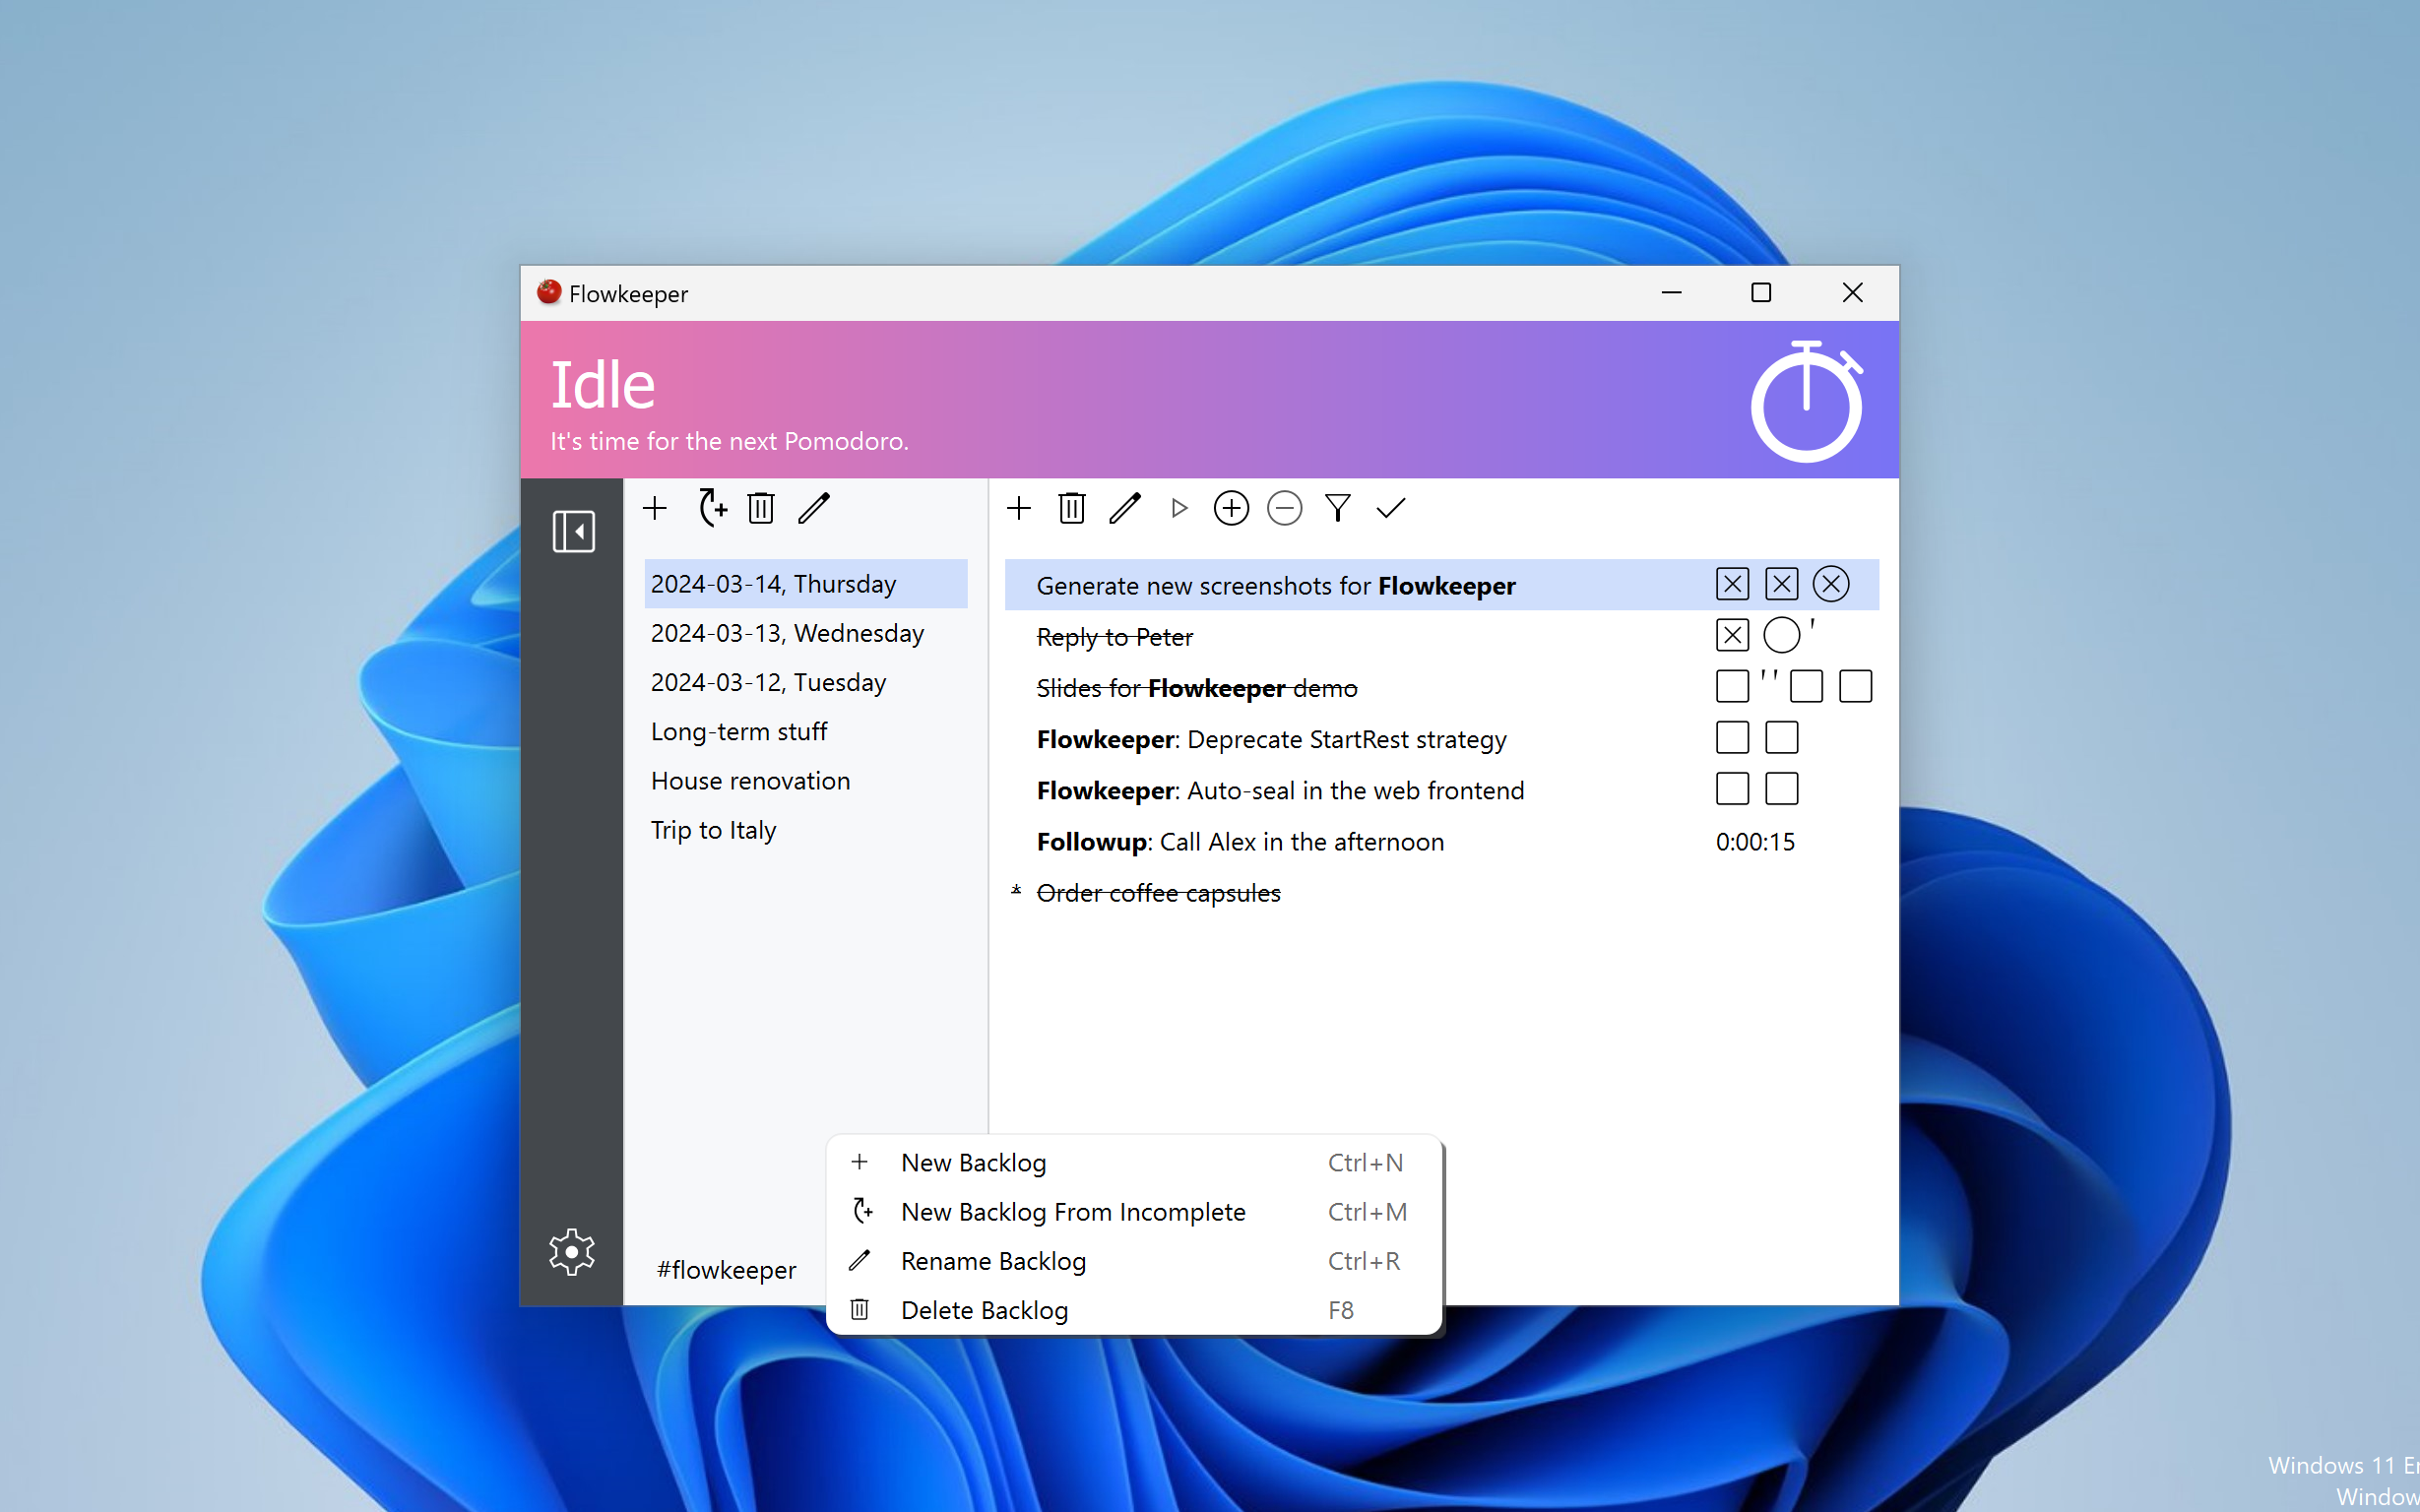 Flowkeeper
Idle
It's time for the next Pomodoro.
2024-03-14, Thursday
2024-03-13, Wednesday
2024-03-12, Tuesday
Long-term stuff
House renovation
Trip to Italy
#flowkeeper
Generate new screenshots for Flowkeeper
Reply to Peter '
Slides for Flowkeeper demo ' '
Flowkeeper: Deprecate StartRest strategy
Flowkeeper: Auto-seal in the web frontend
Followup: Call Alex in the afternoon 0:00:15
* Order coffee capsules
New Backlog Ctrl+N
New Backlog From Incomplete Ctrl+M
Rename Backlog Ctrl+R
Delete Backlog F8
Windows 11